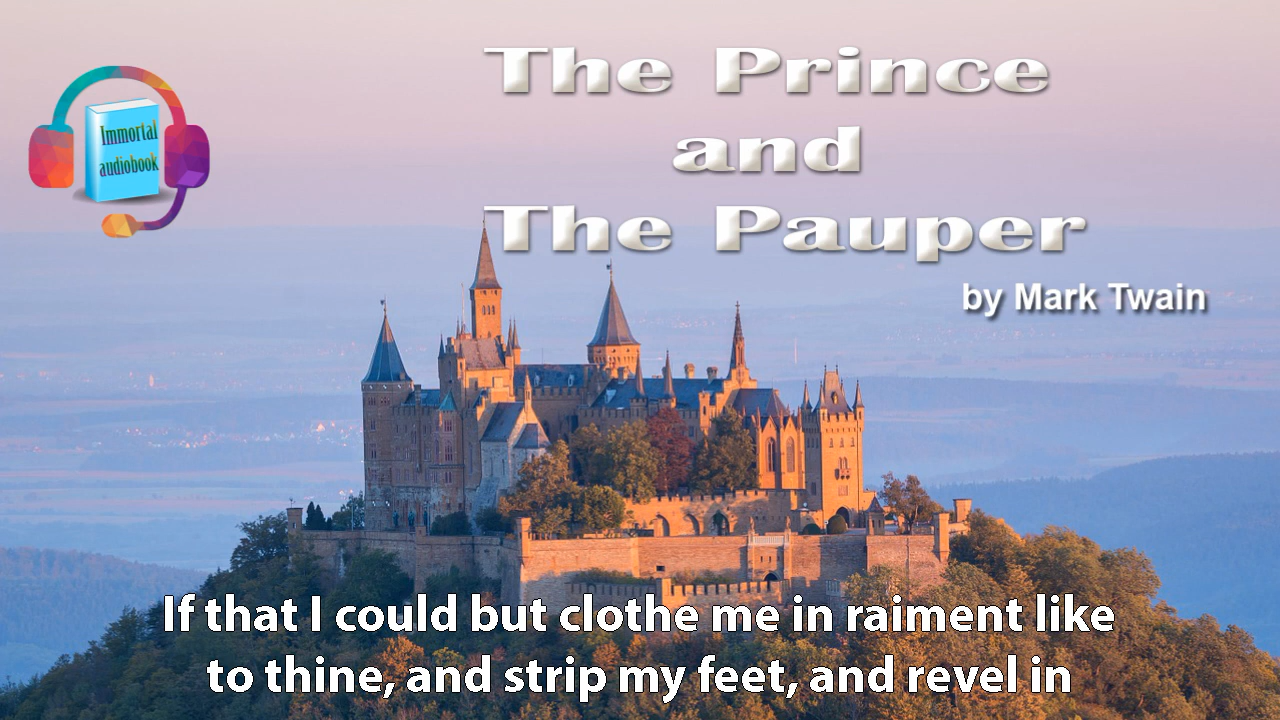 Immortal
audiobook
The Prince
and
The Pauper
by Mark Twain
If that I could but clothe me in raiment like
to thine, and strip my feet, and revel in